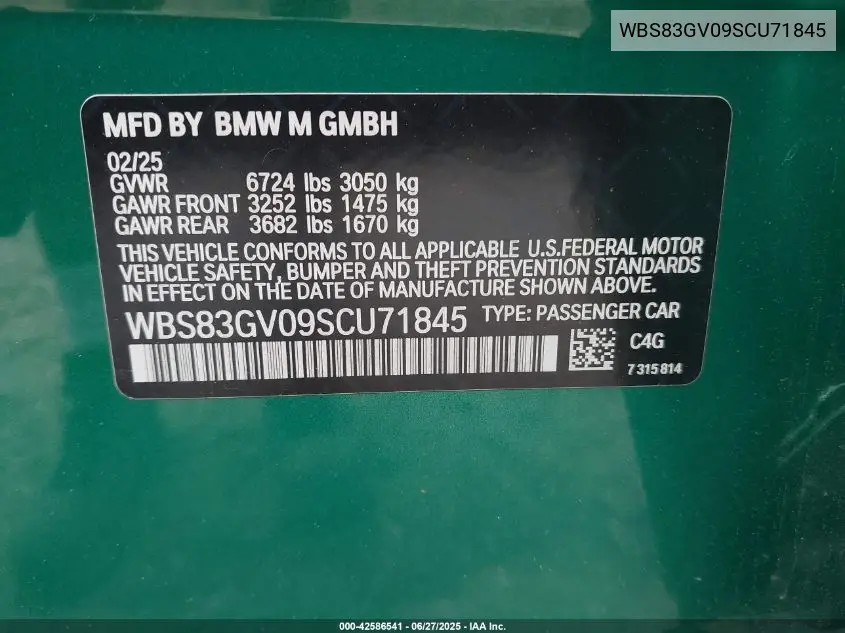 WBS83GV09SCU71845
MFD BY BMW M GMBH
02/25
GVWR 6724 lbs 3050 kg
GAWR FRONT 3252 lbs 1475 kg
GAWR REAR 3682 lbs 1670 kg
THIS VEHICLE CONFORMS TO ALL APPLICABLE U.S.FEDERAL MOTOR
VEHICLE SAFETY, BUMPER AND THEFT PREVENTION STANDARDS
IN EFFECT ON THE DATE OF MANUFACTURE SHOWN ABOVE.
WBS83GV09SCU71845 TYPE: PASSENGER CAR
C4G
7315814
000-42586541 - 06/27/2025 - IAA Inc.